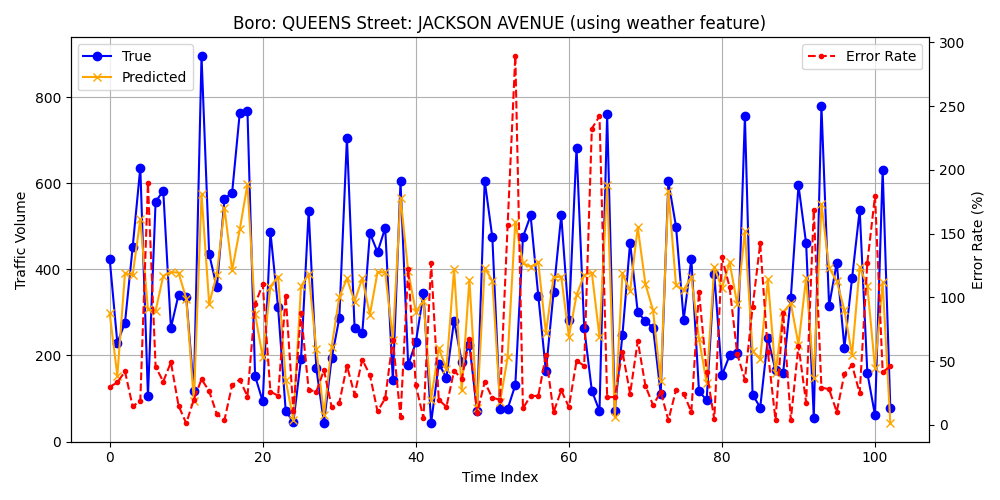 Boro: QUEENS Street: JACKSON AVENUE (using weather feature)
True
Predicted
Error Rate
Traffic Volume
800
600
400
200
0
300
250
200
150
100
50
0
Error Rate (%)
0 20 40 60 80 100
Time Index